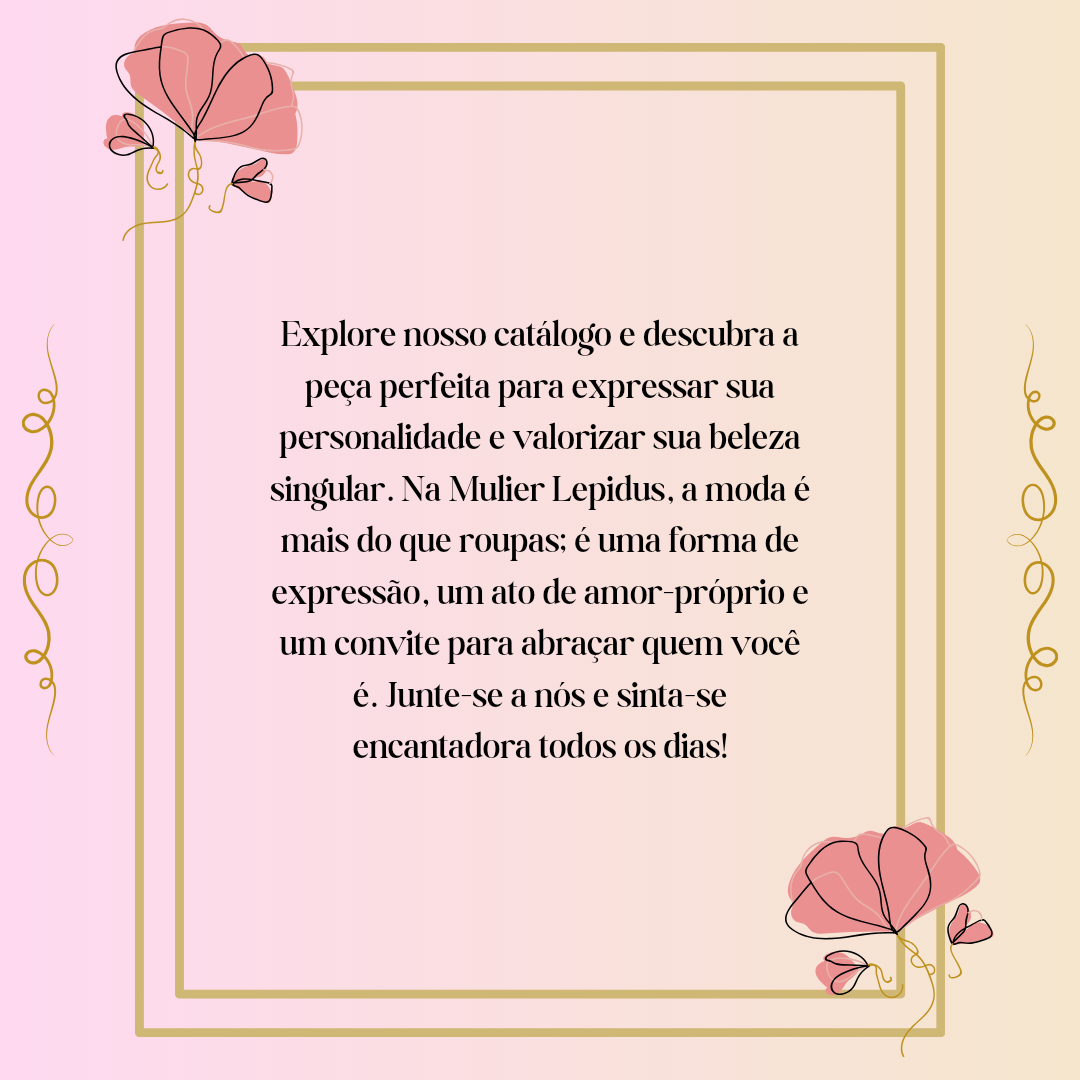 Explore nosso catálogo e descubra a
peça perfeita para expressar sua
personalidade e valorizar sua beleza
singular. Na Mulier Lepidus, a moda é
mais do que roupas; é uma forma de
expressão, um ato de amor-próprio e
um convite para abraçar quem você
é. Junte-se a nós e sinta-se
encantadora todos os dias!